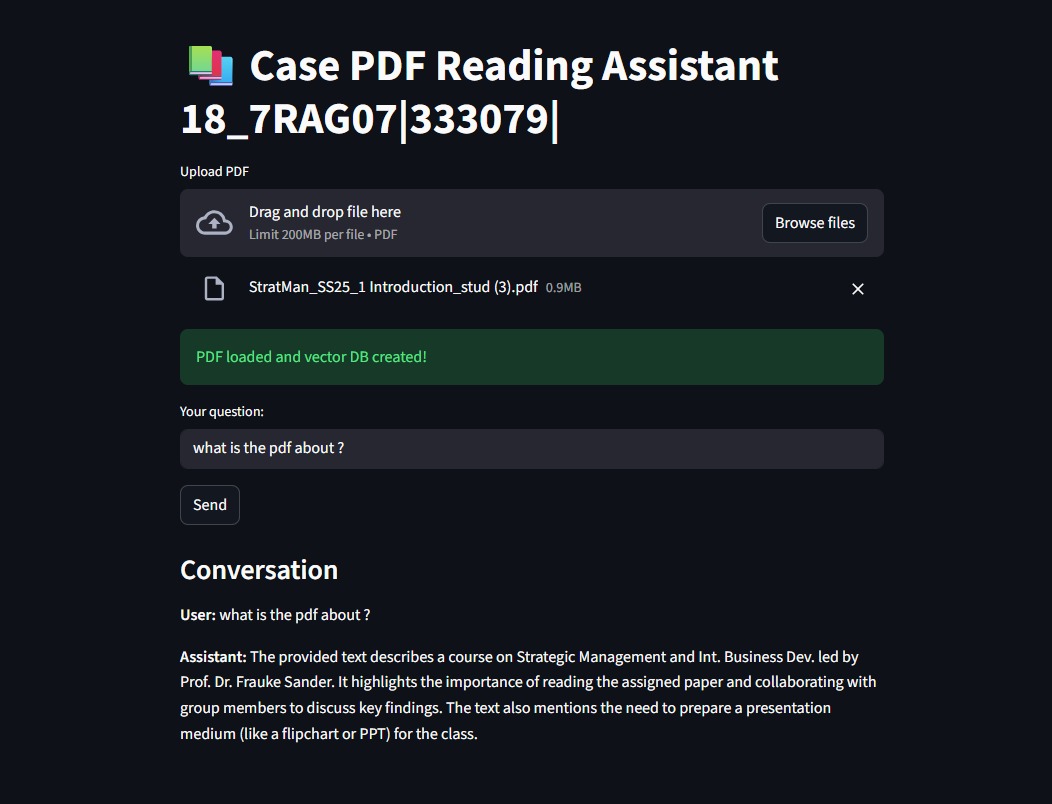 Case PDF Reading Assistant
18_7RAG07|333079|
Upload PDF
Drag and drop file here
Limit 200MB per file • PDF
Browse files
StratMan_SS25_1 Introduction_stud (3).pdf 0.9MB
PDF loaded and vector DB created!
Your question:
what is the pdf about ?
Send
Conversation
User: what is the pdf about ?
Assistant: The provided text describes a course on Strategic Management and Int. Business Dev. led by
Prof. Dr. Frauke Sander. It highlights the importance of reading the assigned paper and collaborating with
group members to discuss key findings. The text also mentions the need to prepare a presentation
medium (like a flipchart or PPT) for the class.